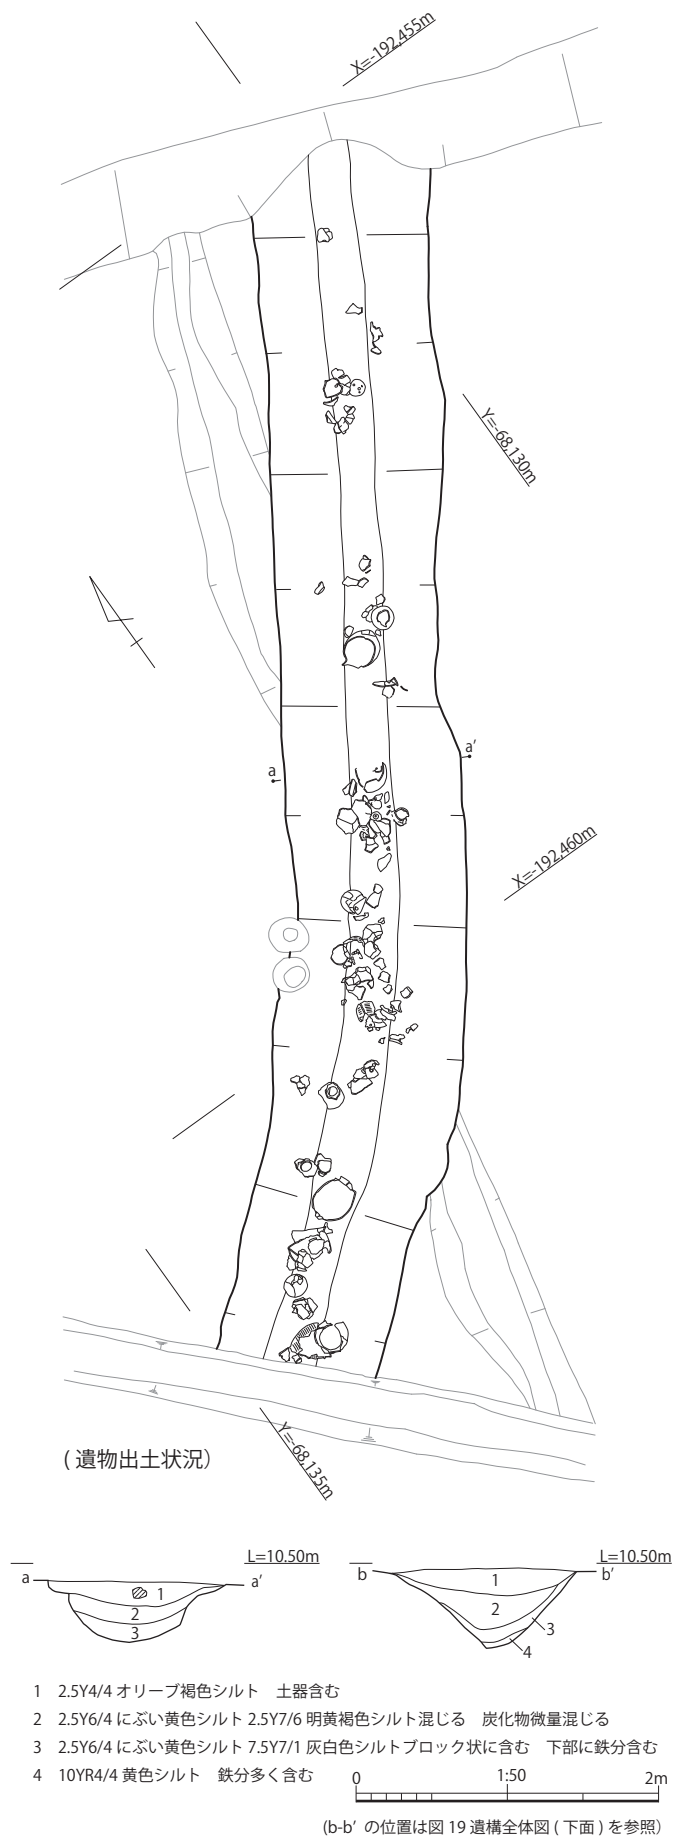 X=-192,455m
Y=-68,130m
a
a′
X=-192,460m
Y=-68,135m
(遺物出土状況)
L=10.50m
a
a′
1
2
3
L=10.50m
b
b′
1
2
3
4
1 2.5Y4/4 オリーブ褐色シルト 土器含む
2 2.5Y6/4 にぶい黄色シルト 2.5Y7/6 明黄褐色シルト混じる 炭化物微量混じる
3 2.5Y6/4 にぶい黄色シルト 7.5Y7/1 灰白色シルトブロック状に含む 下部に鉄分含む
4 10YR4/4 黄色シルト 鉄分多く含む
0 1:50 2m
(b-b′ の位置は図 19 遺構全体図 ( 下面 ) を参照)